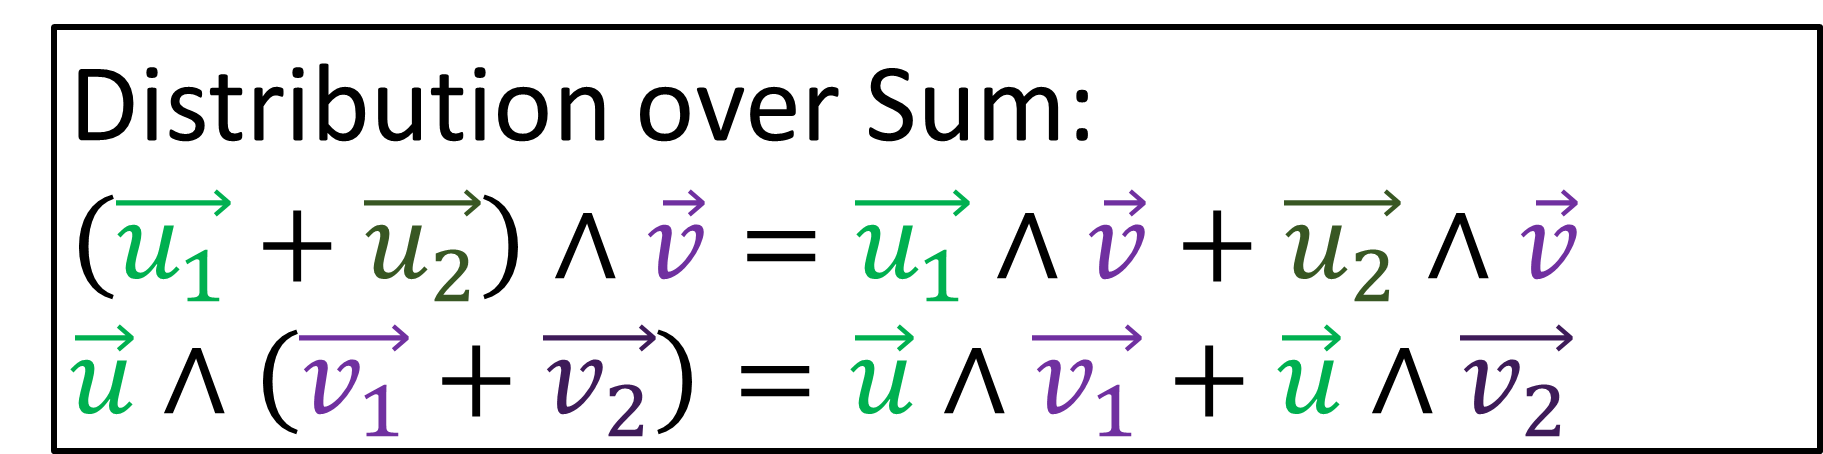 Distribution over Sum:
(u₁⃗ + u₂⃗) ∧ v⃗ = u₁⃗ ∧ v⃗ + u₂⃗ ∧ v⃗
u⃗ ∧ (v₁⃗ + v₂⃗) = u⃗ ∧ v₁⃗ + u⃗ ∧ v₂⃗